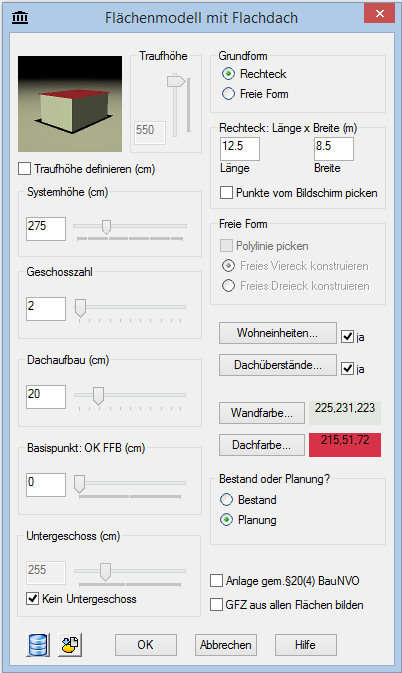 Flächenmodell mit Flachdach
Traufhöhe
550
Traufhöhe definieren (cm)
Systemhöhe (cm)
275
Geschosszahl
2
Dachaufbau (cm)
20
Basispunkt: OK FFB (cm)
0
Untergeschoss (cm)
255
Kein Untergeschoss
Grundform
Rechteck
Freie Form
Rechteck: Länge x Breite (m)
12.5 8.5
Länge Breite
Punkte vom Bildschim picken
Freie Form
Polylinie picken
Freies Viereck konstruieren
Freies Dreieck konstruieren
Wohneinheiten... ja
Dachüberstände... ja
Wandfarbe... 225,231,223
Dachfarbe... 215,51,72
Bestand oder Planung?
Bestand
Planung
Anlage gem.§20(4) BauNVO
GFZ aus allen Flächen bilden
OK Abbrechen Hilfe